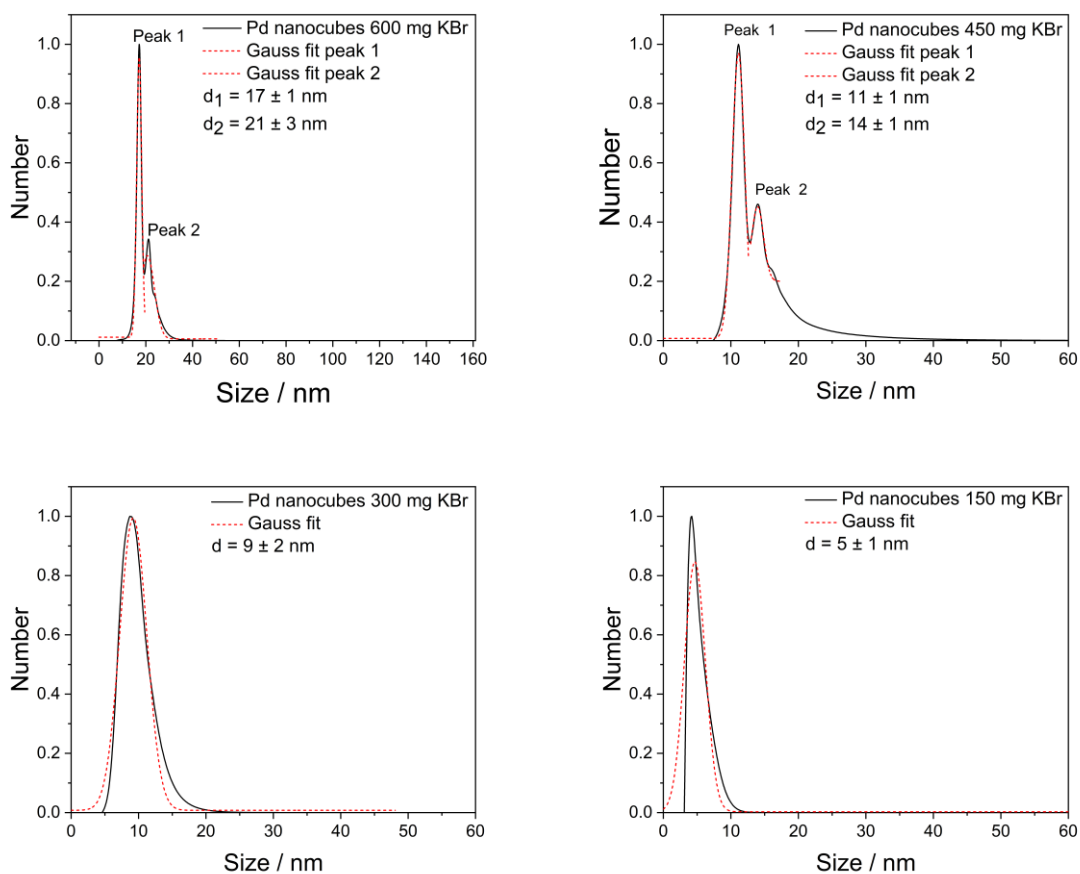 Peak 1
Pd nanocubes 600 mg KBr
Gauss fit peak 1
Gauss fit peak 2
d1 = 17 ± 1 nm
d2 = 21 ± 3 nm
Peak 2
1.0
0.8
0.6
0.4
0.2
0.0
Number
0 20 40 60 80 100 120 140 160
Size / nm
Peak 1
Pd nanocubes 450 mg KBr
Gauss fit peak 1
Gauss fit peak 2
d1 = 11 ± 1 nm
d2 = 14 ± 1 nm
Peak 2
1.0
0.8
0.6
0.4
0.2
0.0
Number
0 10 20 30 40 50 60
Size / nm
Pd nanocubes 300 mg KBr
Gauss fit
d = 9 ± 2 nm
1.0
0.8
0.6
0.4
0.2
0.0
Number
0 10 20 30 40 50 60
Size / nm
Pd nanocubes 150 mg KBr
Gauss fit
d = 5 ± 1 nm
1.0
0.8
0.6
0.4
0.2
0.0
Number
0 10 20 30 40 50 60
Size / nm